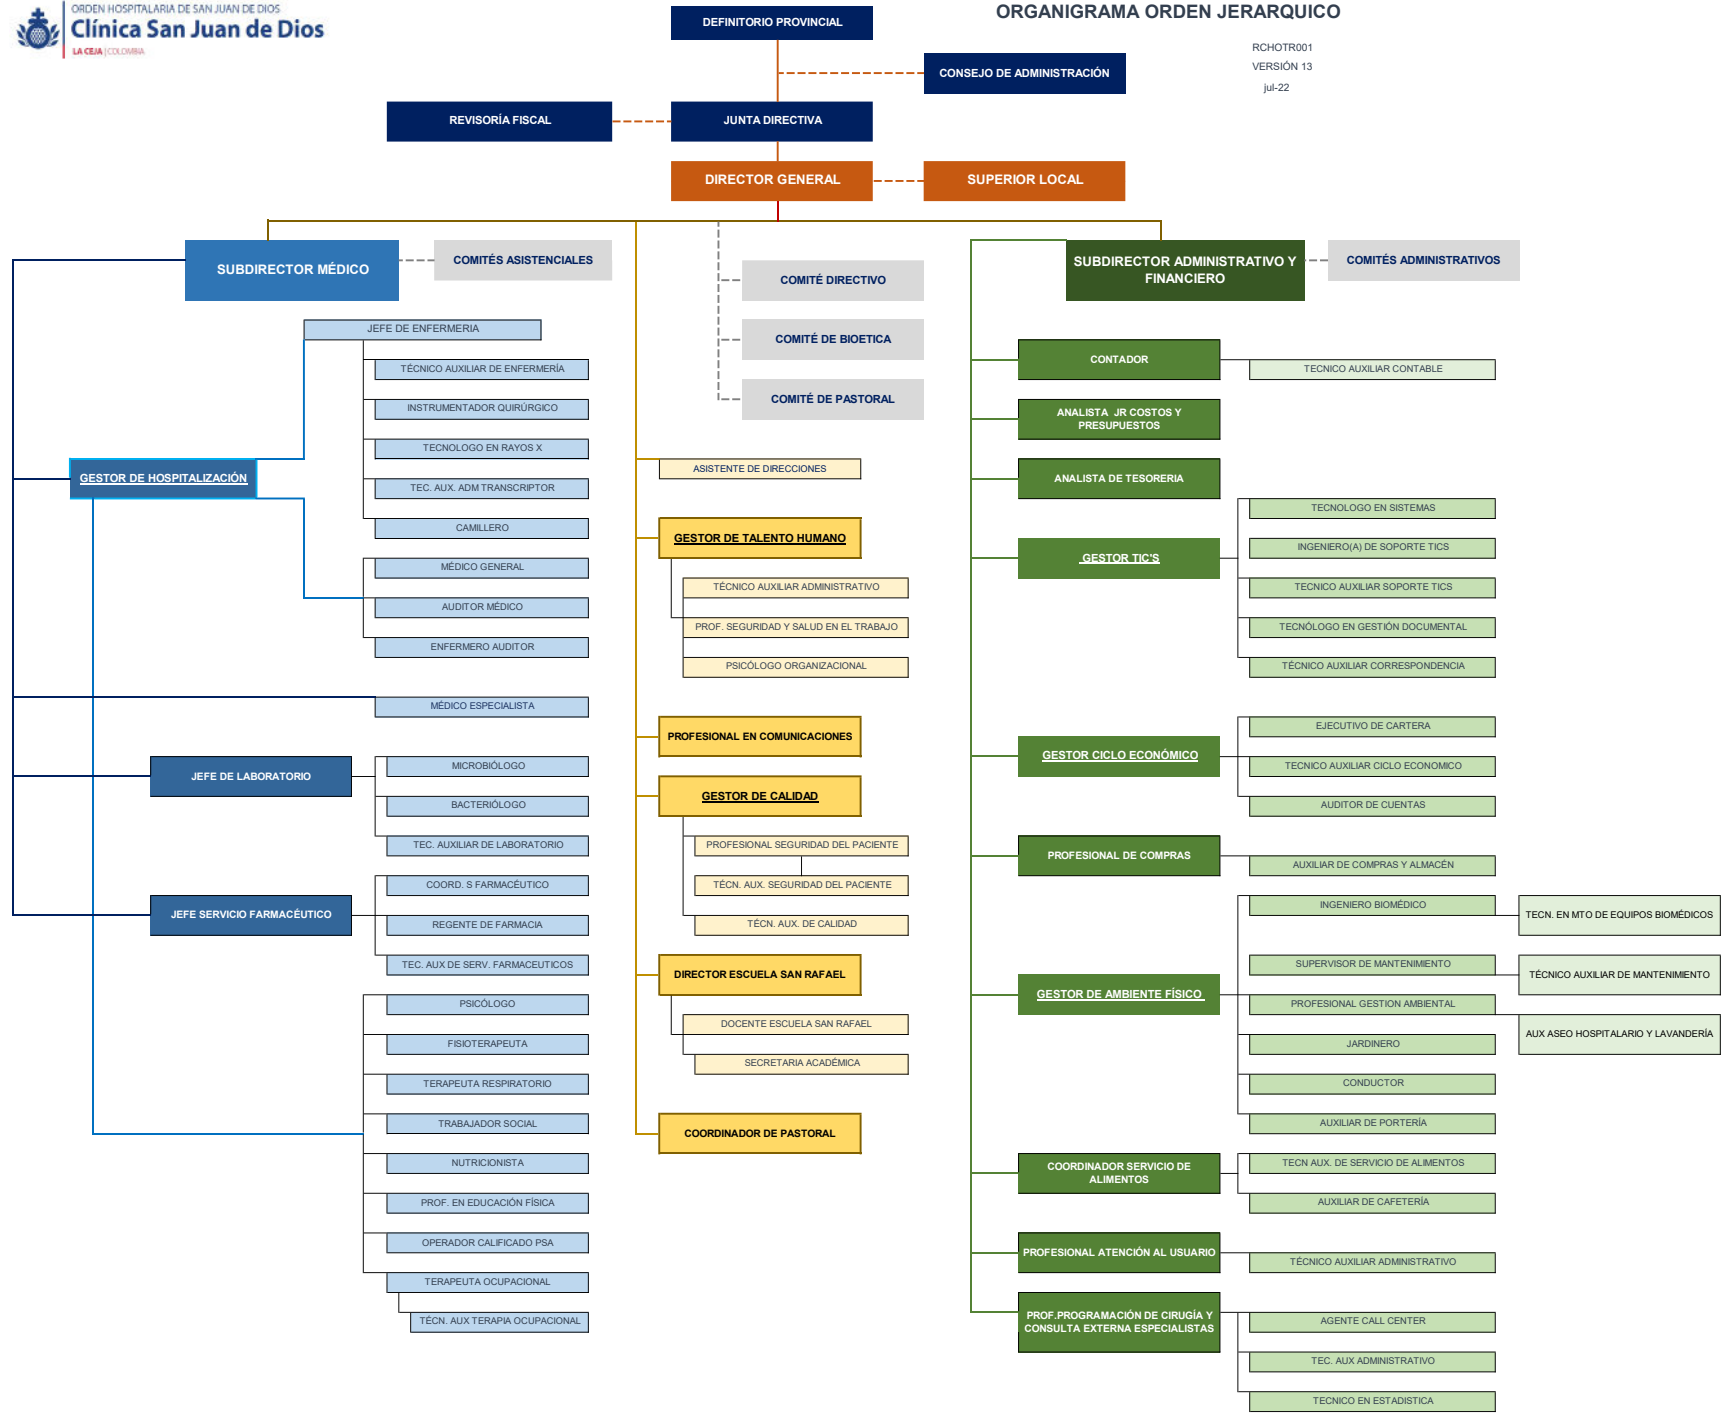 ORDEN HOSPITALARIA DE SAN JUAN DE DIOS
Clínica San Juan de Dios
LA CEJA | COLOMBIA
ORGANIGRAMA ORDEN JERARQUICO
RCHOTR001
VERSIÓN 13
jul-22
DEFINITORIO PROVINCIAL
CONSEJO DE ADMINISTRACIÓN
REVISORÍA FISCAL
JUNTA DIRECTIVA
DIRECTOR GENERAL
SUPERIOR LOCAL
SUBDIRECTOR MÉDICO
COMITÉS ASISTENCIALES
JEFE DE ENFERMERIA
TÉCNICO AUXILIAR DE ENFERMERÍA
INSTRUMENTADOR QUIRÚRGICO
TECNOLOGO EN RAYOS X
GESTOR DE HOSPITALIZACIÓN
TEC. AUX. ADM TRANSCRIPTOR
CAMILLERO
MÉDICO GENERAL
AUDITOR MÉDICO
ENFERMERO AUDITOR
MÉDICO ESPECIALISTA
JEFE DE LABORATORIO
MICROBIÓLOGO
BACTERIÓLOGO
TEC. AUXILIAR DE LABORATORIO
COORD. S FARMACÉUTICO
JEFE SERVICIO FARMACÉUTICO
REGENTE DE FARMACIA
TEC. AUX DE SERV. FARMACEUTICOS
PSICÓLOGO
FISIOTERAPEUTA
TERAPEUTA RESPIRATORIO
TRABAJADOR SOCIAL
NUTRICIONISTA
PROF. EN EDUCACIÓN FÍSICA
OPERADOR CALIFICADO PSA
TERAPEUTA OCUPACIONAL
TÉCN. AUX TERAPIA OCUPACIONAL
COMITÉ DIRECTIVO
COMITÉ DE BIOETICA
COMITÉ DE PASTORAL
ASISTENTE DE DIRECCIONES
GESTOR DE TALENTO HUMANO
TÉCNICO AUXILIAR ADMINISTRATIVO
PROF. SEGURIDAD Y SALUD EN EL TRABAJO
PSICÓLOGO ORGANIZACIONAL
PROFESIONAL EN COMUNICACIONES
GESTOR DE CALIDAD
PROFESIONAL SEGURIDAD DEL PACIENTE
TÉCN. AUX. SEGURIDAD DEL PACIENTE
TÉCN. AUX. DE CALIDAD
DIRECTOR ESCUELA SAN RAFAEL
DOCENTE ESCUELA SAN RAFAEL
SECRETARIA ACADÉMICA
COORDINADOR DE PASTORAL
SUBDIRECTOR ADMINISTRATIVO Y
FINANCIERO
COMITÉS ADMINISTRATIVOS
CONTADOR
TECNICO AUXILIAR CONTABLE
ANALISTA JR COSTOS Y
PRESUPUESTOS
ANALISTA DE TESORERIA
GESTOR TIC'S
TECNOLOGO EN SISTEMAS
INGENIERO(A) DE SOPORTE TICS
TECNICO AUXILIAR SOPORTE TICS
TECNÓLOGO EN GESTIÓN DOCUMENTAL
TÉCNICO AUXILIAR CORRESPONDENCIA
GESTOR CICLO ECONÓMICO
EJECUTIVO DE CARTERA
TECNICO AUXILIAR CICLO ECONOMICO
AUDITOR DE CUENTAS
PROFESIONAL DE COMPRAS
AUXILIAR DE COMPRAS Y ALMACÉN
GESTOR DE AMBIENTE FÍSICO
INGENIERO BIOMÉDICO
TECN. EN MTO DE EQUIPOS BIOMÉDICOS
SUPERVISOR DE MANTENIMIENTO
TÉCNICO AUXILIAR DE MANTENIMIENTO
PROFESIONAL GESTION AMBIENTAL
AUX ASEO HOSPITALARIO Y LAVANDERÍA
JARDINERO
CONDUCTOR
AUXILIAR DE PORTERÍA
COORDINADOR SERVICIO DE
ALIMENTOS
TECN AUX. DE SERVICIO DE ALIMENTOS
AUXILIAR DE CAFETERÍA
PROFESIONAL ATENCIÓN AL USUARIO
TÉCNICO AUXILIAR ADMINISTRATIVO
PROF.PROGRAMACIÓN DE CIRUGÍA Y
CONSULTA EXTERNA ESPECIALISTAS
AGENTE CALL CENTER
TEC. AUX ADMINISTRATIVO
TECNICO EN ESTADISTICA